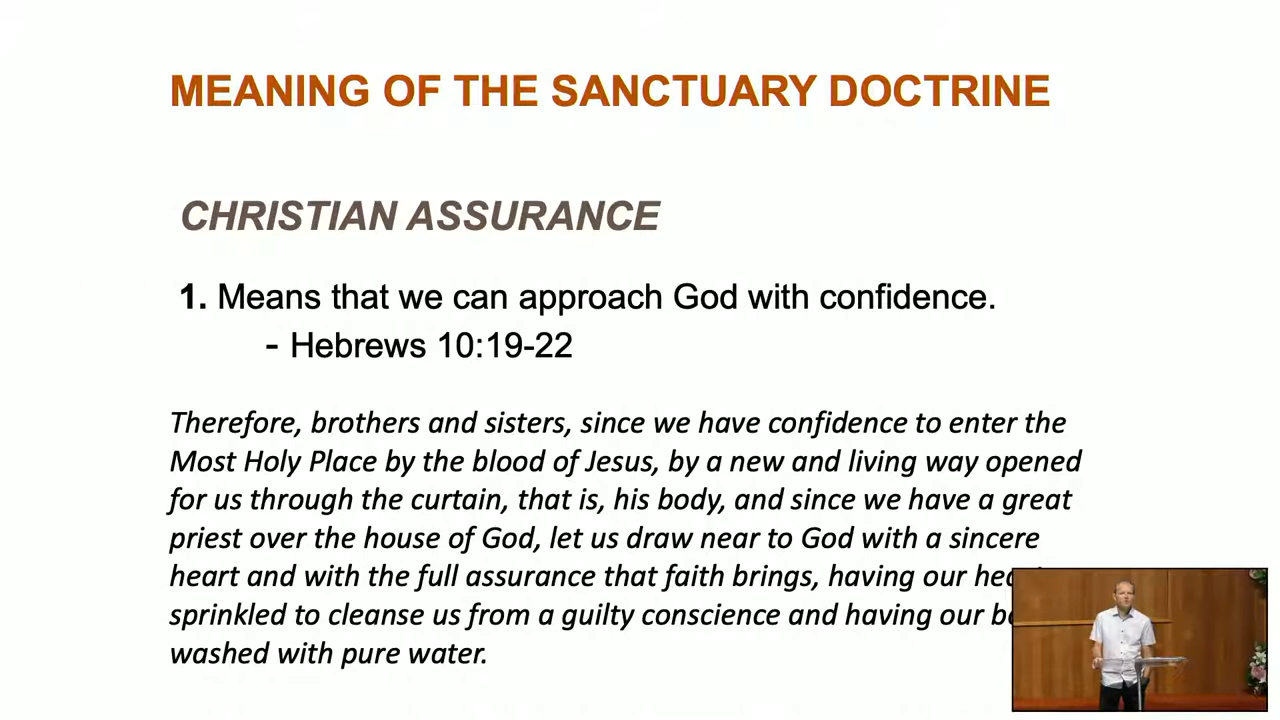 MEANING OF THE SANCTUARY DOCTRINE
CHRISTIAN ASSURANCE
1. Means that we can approach God with confidence.
- Hebrews 10:19-22
Therefore, brothers and sisters, since we have confidence to enter the
Most Holy Place by the blood of Jesus, by a new and living way opened
for us through the curtain, that is, his body, and since we have a great
priest over the house of God, let us draw near to God with a sincere
heart and with the full assurance that faith brings, having our
sprinkled to cleanse us from a guilty conscience and having our
washed with pure water.